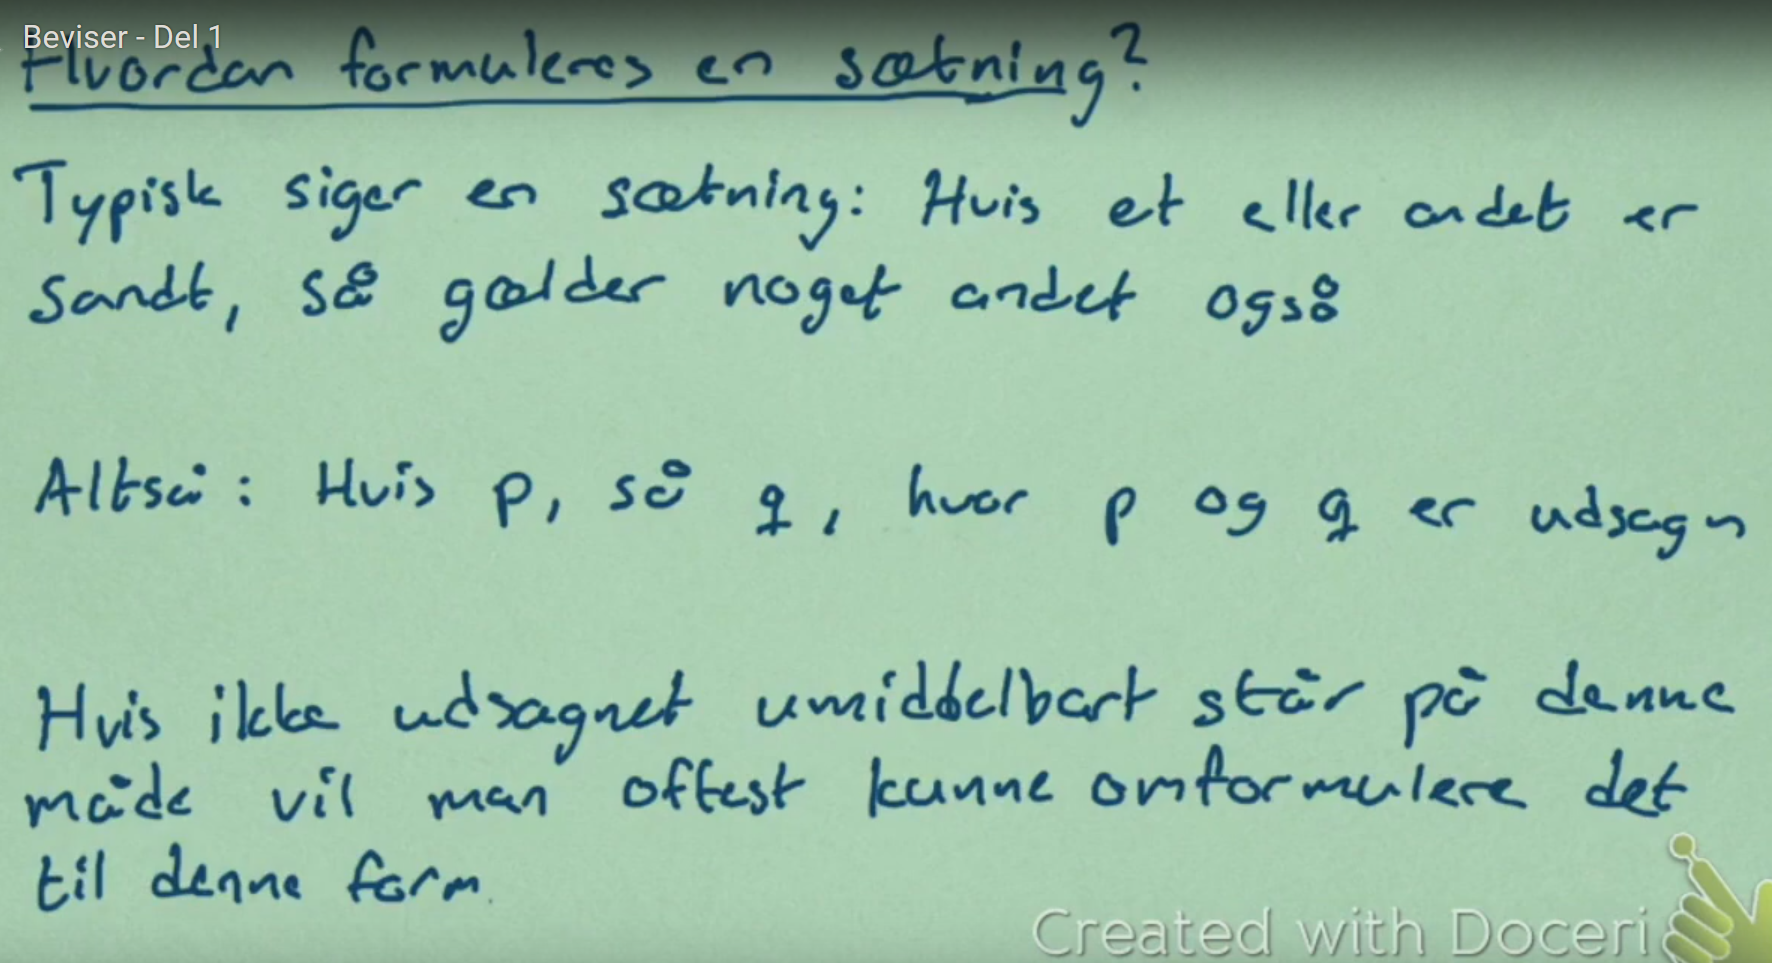 Beviser - Del 1
Hvordan formuleres en sætning?
Typisk siger en sætning: Hvis et eller andet er
sandt, så gælder noget andet også
Altså: Hvis p, så q, hvor p og q er udsagn
Hvis ikke udsagnet umiddelbart står på denne
måde vil man oftest kunne omformulere det
til denne form.
Created with Doceri